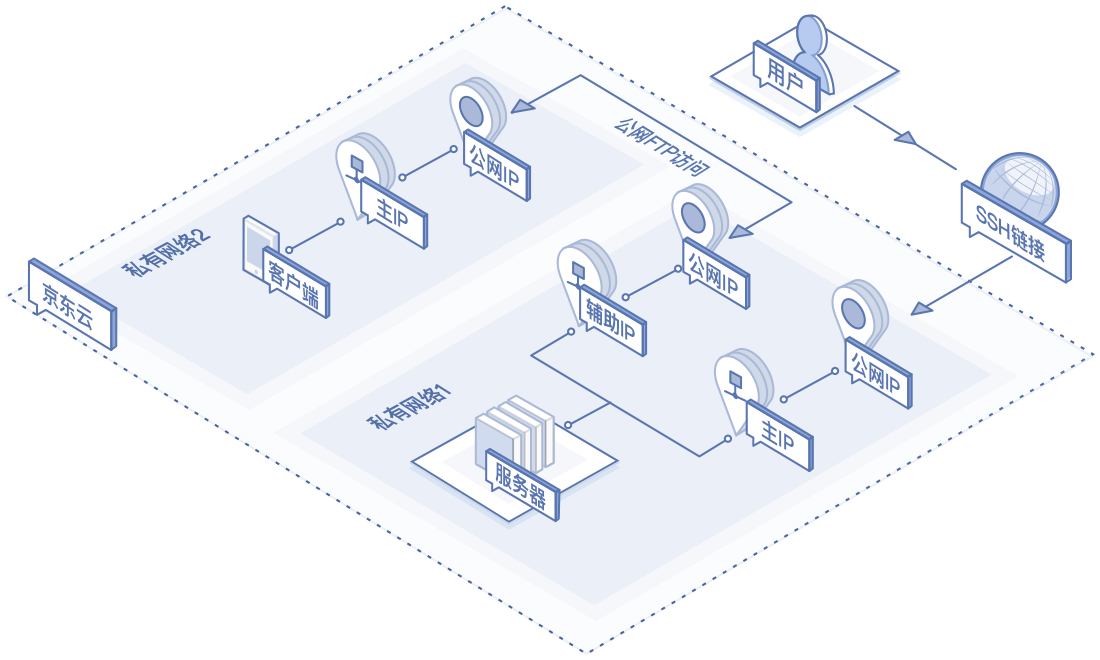 用户
公网FTP访问
公网IP
主IP
SSH链接
私有网络2
公网IP
客户端
辅助IP
京东云
公网IP
私有网络1
主IP
服务器